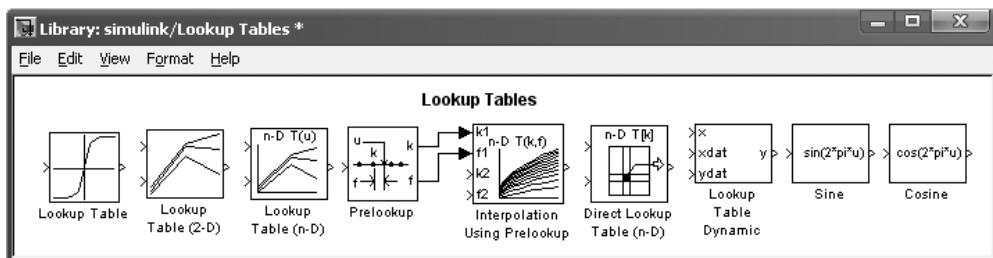 Library: simulink/Lookup Tables *
File Edit View Format Help
Lookup Tables
Lookup Table
Lookup
Table (2-D)
n-D T(u)
Lookup
Table (n-D)
u
k
f
k
f
Prelookup
k1
n-D T(k,f)
f1
k2
f2
Interpolation
Using Prelookup
n-D T[k]
Direct Lookup
Table (n-D)
x
xdat y
ydat
Lookup
Table
Dynamic
sin(2*pi*u)
Sine
cos(2*pi*u)
Cosine